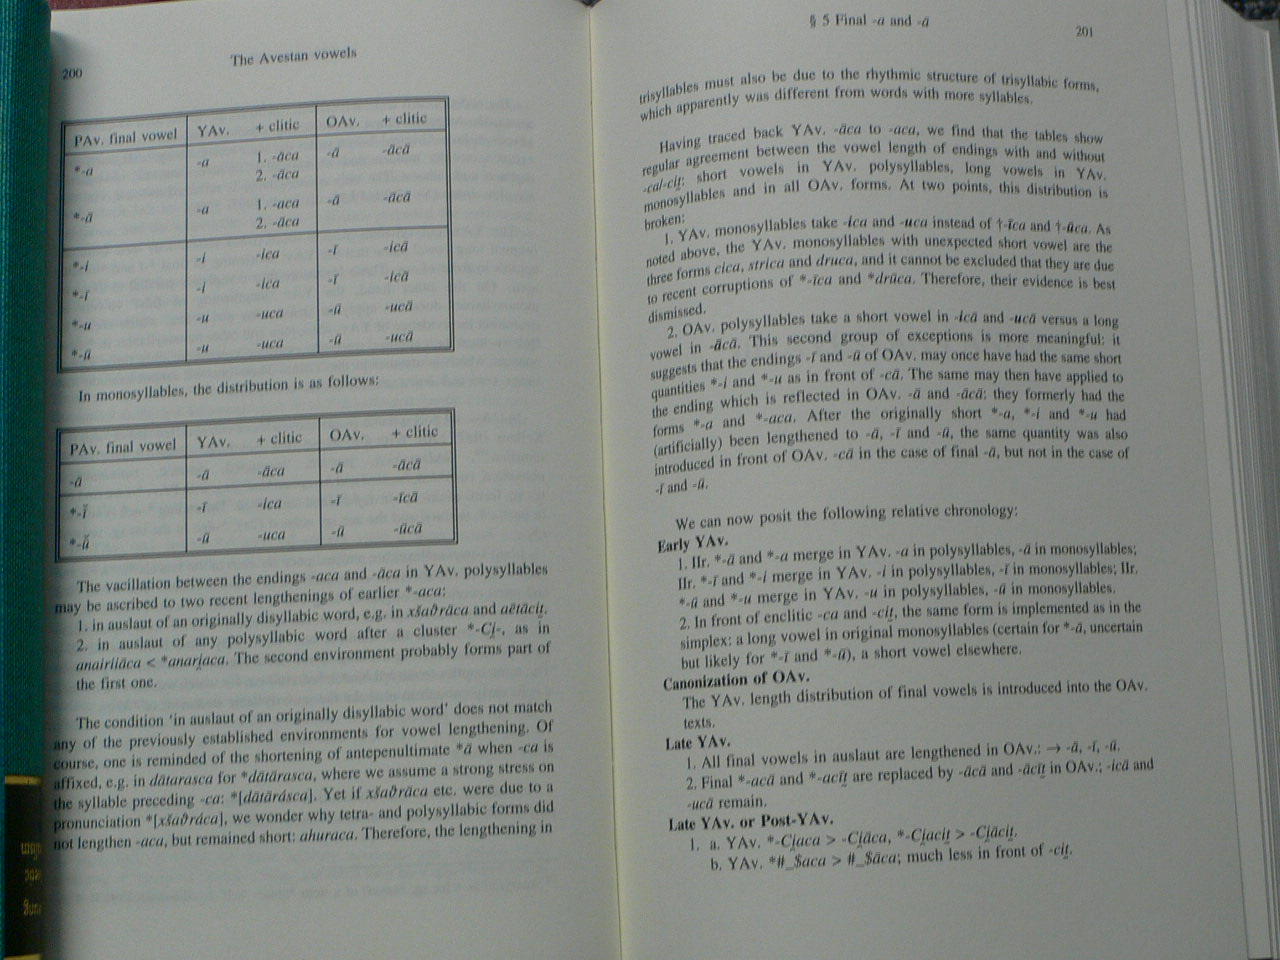 200
The Avestan vowels
PAv. final vowel YAv. + clitic OAv. + clitic
*-a -a 1. -āca -ā -ācā
2. -āca
*-ā -a 1. -aca -ā -ācā
2. -āca
*-i -i -ica -ī -icā
*-ī -i -ica -ī -icā
*-u -u -uca -ū -ucā
*-ū -u -uca -ū -ucā
In monosyllables, the distribution is as follows:
PAv. final vowel YAv. + clitic OAv. + clitic
-ā -ā -āca -ā -ācā
*-ī̆ -ī -ica -ī -īcā
*-ū̆ -ū -uca -ū -ūcā
The vacillation between the endings -aca and -āca in YAv. polysyllables
may be ascribed to two recent lengthenings of earlier *-aca:
1. in auslaut of an originally disyllabic word, e.g. in xšaϑrāca and aētāciṯ.
2. in auslaut of any polysyllabic word after a cluster *-Ci̯-, as in
anairiiāca < *anari̯aca. The second environment probably forms part of
the first one.
The condition 'in auslaut of an originally disyllabic word' does not match
any of the previously established environments for vowel lengthening. Of
course, one is reminded of the shortening of antepenultimate *ā when -ca is
affixed, e.g. in dātarasca for *dātārasca, where we assume a strong stress on
the syllable preceding -ca: *[dātārásca]. Yet if xšaϑrāca etc. were due to a
pronunciation *[xšaϑráca], we wonder why tetra- and polysyllabic forms did
not lengthen -aca, but remained short: ahuraca. Therefore, the lengthening in
§ 5 Final -a and -ā
201
trisyllables must also be due to the rhythmic structure of trisyllabic forms,
which apparently was different from words with more syllables.
Having traced back YAv. -āca to -aca, we find that the tables show
regular agreement between the vowel length of endings with and without
-ca/-ciṯ: short vowels in YAv. polysyllables, long vowels in YAv.
monosyllables and in all OAv. forms. At two points, this distribution is
broken:
1. YAv. monosyllables take -ica and -uca instead of †-īca and †-ūca. As
noted above, the YAv. monosyllables with unexpected short vowel are the
three forms cica, strica and druca, and it cannot be excluded that they are due
to recent corruptions of *-īca and *drūca. Therefore, their evidence is best
dismissed.
2. OAv. polysyllables take a short vowel in -icā and -ucā versus a long
vowel in -ācā. This second group of exceptions is more meaningful: it
suggests that the endings -ī and -ū of OAv. may once have had the same short
quantities *-i and *-u as in front of -cā. The same may then have applied to
the ending which is reflected in OAv. -ā and -ācā: they formerly had the
forms *-a and *-aca. After the originally short *-a, *-i and *-u had
(artificially) been lengthened to -ā, -ī and -ū, the same quantity was also
introduced in front of OAv. -cā in the case of final -ā, but not in the case of
-ī and -ū.
We can now posit the following relative chronology:
Early YAv.
1. IIr. *-ā and *-a merge in YAv. -a in polysyllables, -ā in monosyllables;
IIr. *-ī and *-i merge in YAv. -i in polysyllables, -ī in monosyllables; IIr.
*-ū and *-u merge in YAv. -u in polysyllables, -ū in monosyllables.
2. In front of enclitic -ca and -ciṯ, the same form is implemented as in the
simplex: a long vowel in original monosyllables (certain for *-ā, uncertain
but likely for *-ī and *-ū), a short vowel elsewhere.
Canonization of OAv.
The YAv. length distribution of final vowels is introduced into the OAv.
texts.
Late YAv.
1. All final vowels in auslaut are lengthened in OAv.: → -ā, -ī, -ū.
2. Final *-acā and *-acīṯ are replaced by -ācā and -ācīṯ in OAv.; -icā and
-ucā remain.
Late YAv. or Post-YAv.
1. a. YAv. *-Ci̯aca > -Ci̯āca, *-Ci̯aciṯ > -Ci̯āciṯ.
b. YAv. *#_$aca > #_$āca; much less in front of -ciṯ.